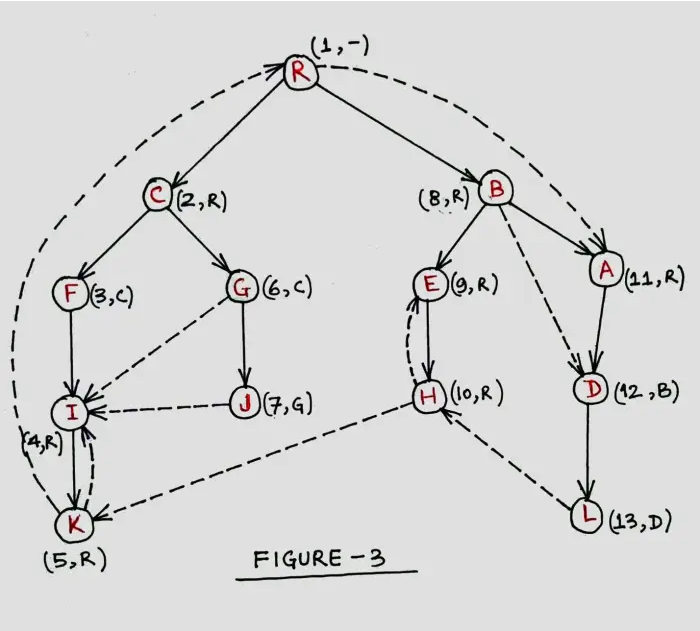 (1,-)
R
C (2,R)
(8,R) B
F (3,C)
G (6,C)
E (9,R)
A (11,R)
I
(4,R)
J (7,G)
H (10,R)
D (12,B)
K
(5,R)
L (13,D)
FIGURE-3